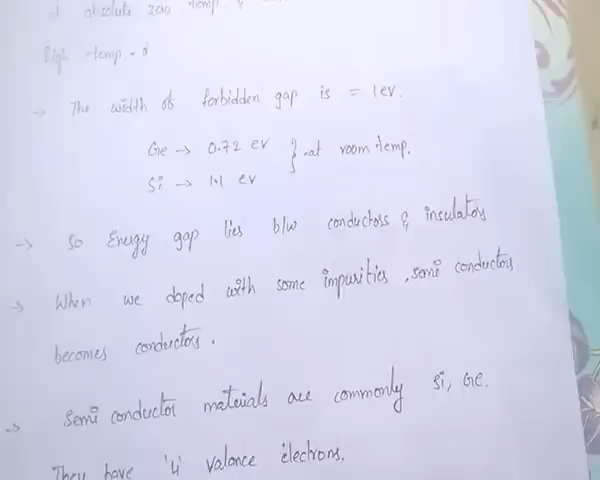 at absolute zero temp &
high temp.
→ The width of forbidden gap is = 1ev.
Ge → 0.72 ev } at room temp.
Si → 1.1 ev
→ So Energy gap lies b/w conductors & insulators
→ When we doped with some impurities, semi conductors
becomes conductors.
→ Semi conductor materials are commonly Si, Ge.
They have '4' valance electrons.